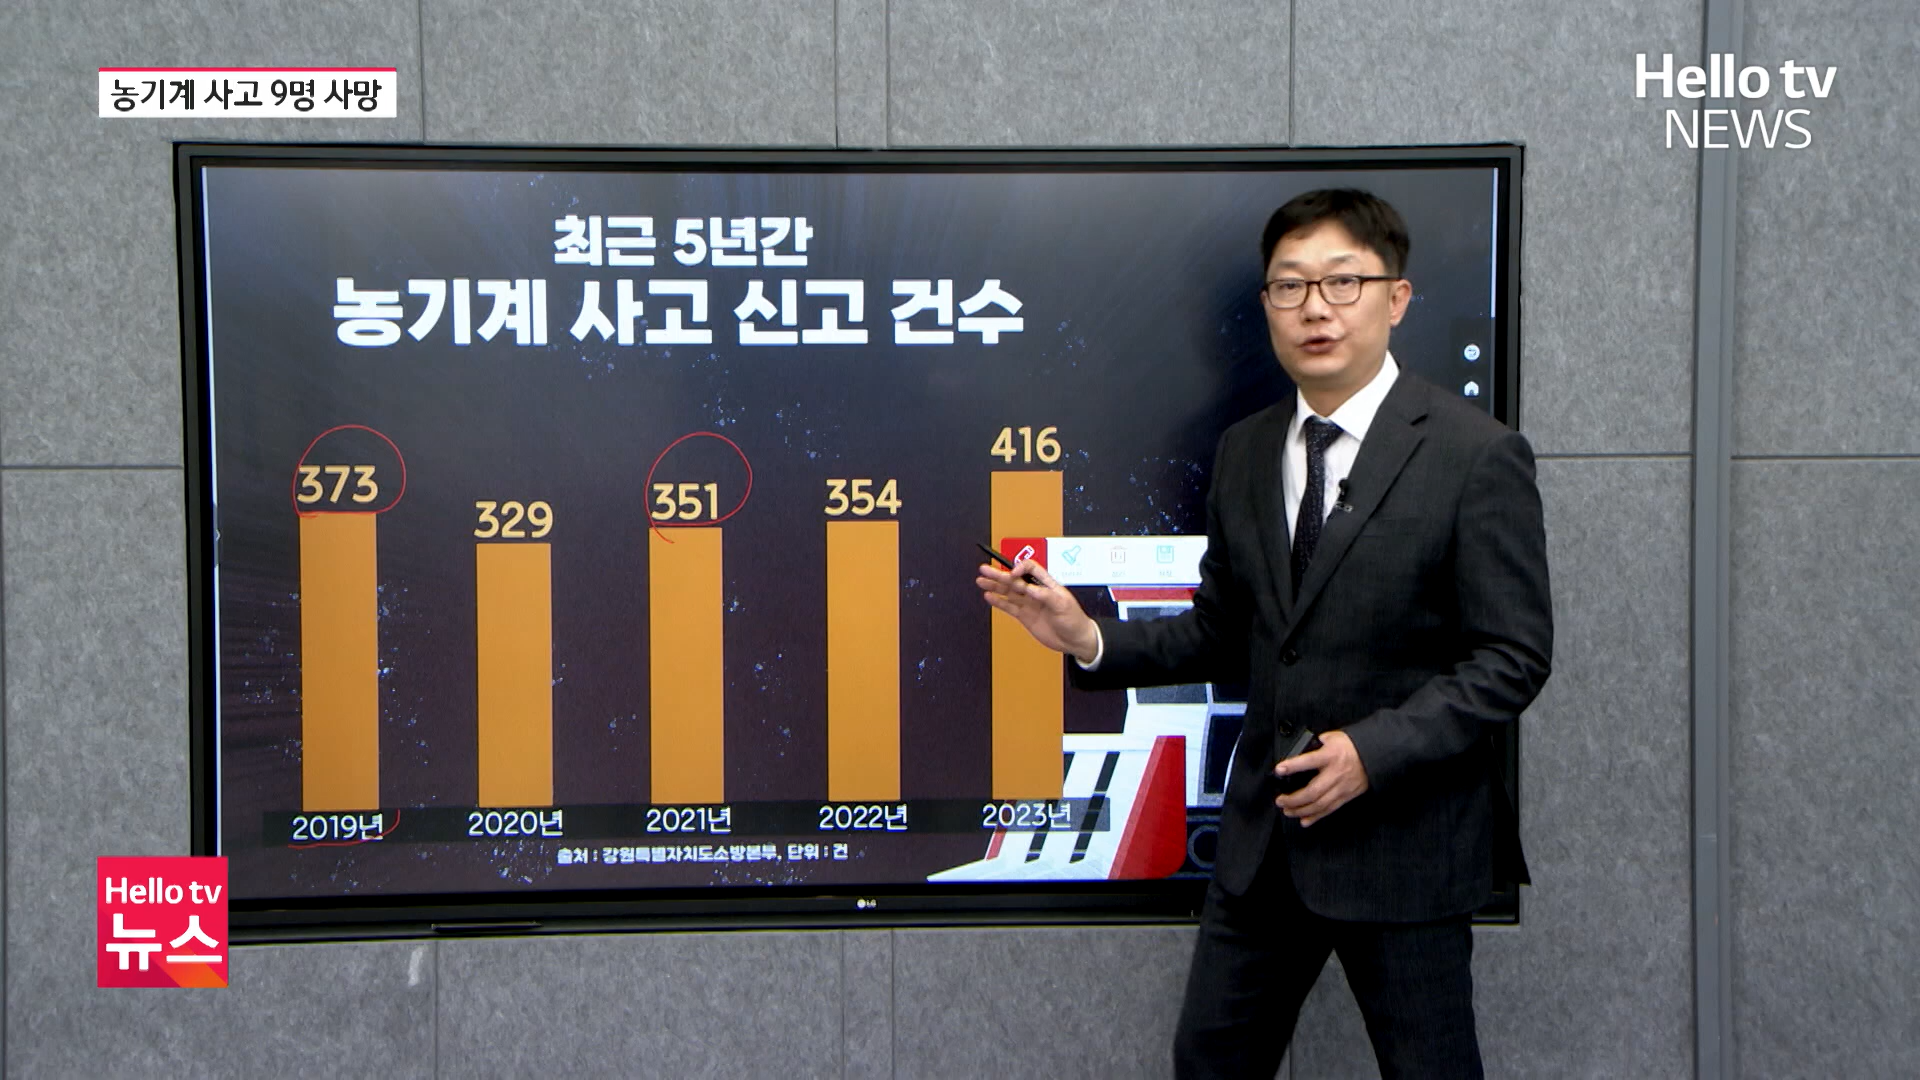 농기계 사고 9명 사망
Hello tv
NEWS
최근 5년간
농기계 사고 신고 건수
373
329
351
354
416
2019년
2020년
2021년
2022년
2023년
출처 : 강원특별자치도소방본부, 단위 : 건
LG
Hello tv
뉴스